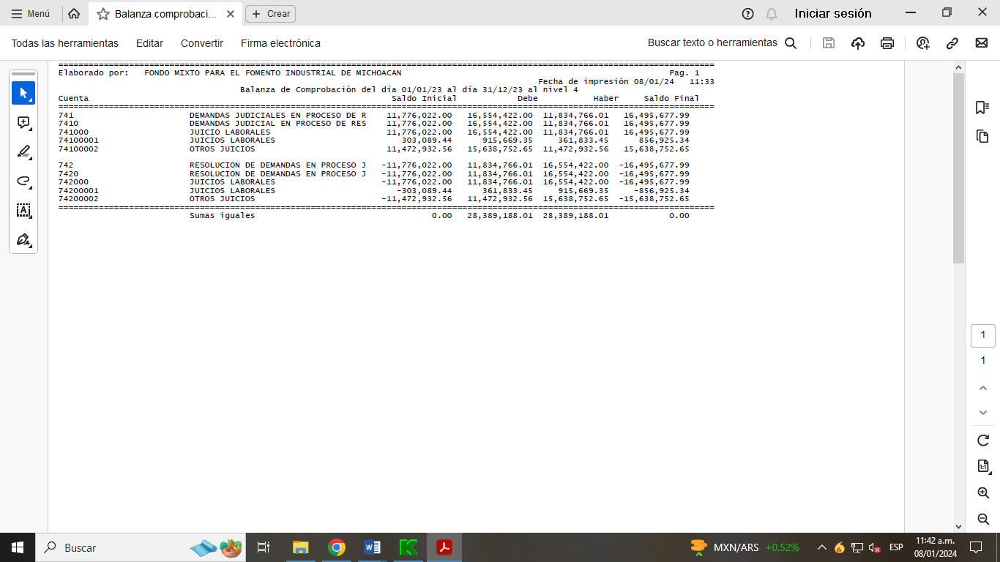 Menú
Balanza comprobaci...
Crear
Iniciar sesión
Todas las herramientas Editar Convertir Firma electrónica Buscar texto o herramientas
Elaborado por: FONDO MIXTO PARA EL FOMENTO INDUSTRIAL DE MICHOACAN Pag. 1
Fecha de impresión 08/01/24 11:33
Balanza de Comprobación del día 01/01/23 al día 31/12/23 al nivel 4
Cuenta Saldo Inicial Debe Haber Saldo Final
741 DEMANDAS JUDICIALES EN PROCESO DE R 11,776,022.00 16,554,422.00 11,834,766.01 16,495,677.99
7410 DEMANDAS JUDICIAL EN PROCESO DE RES 11,776,022.00 16,554,422.00 11,834,766.01 16,495,677.99
741000 JUICIO LABORALES 11,776,022.00 16,554,422.00 11,834,766.01 16,495,677.99
74100001 JUICIOS LABORALES 303,089.44 915,669.35 361,833.45 856,925.34
74100002 OTROS JUICIOS 11,472,932.56 15,638,752.65 11,472,932.56 15,638,752.65
742 RESOLUCION DE DEMANDAS EN PROCESO J -11,776,022.00 11,834,766.01 16,554,422.00 -16,495,677.99
7420 RESOLUCION DE DEMANDAS EN PROCESO J -11,776,022.00 11,834,766.01 16,554,422.00 -16,495,677.99
742000 JUICIOS LABORALES -11,776,022.00 11,834,766.01 16,554,422.00 -16,495,677.99
74200001 JUICIOS LABORALES -303,089.44 361,833.45 915,669.35 -856,925.34
74200002 OTROS JUICIOS -11,472,932.56 11,472,932.56 15,638,752.65 -15,638,752.65
Sumas iguales 0.00 28,389,188.01 28,389,188.01 0.00
1
1
Buscar
MXN/ARS +0.52%
ESP
11:42 a.m.
08/01/2024